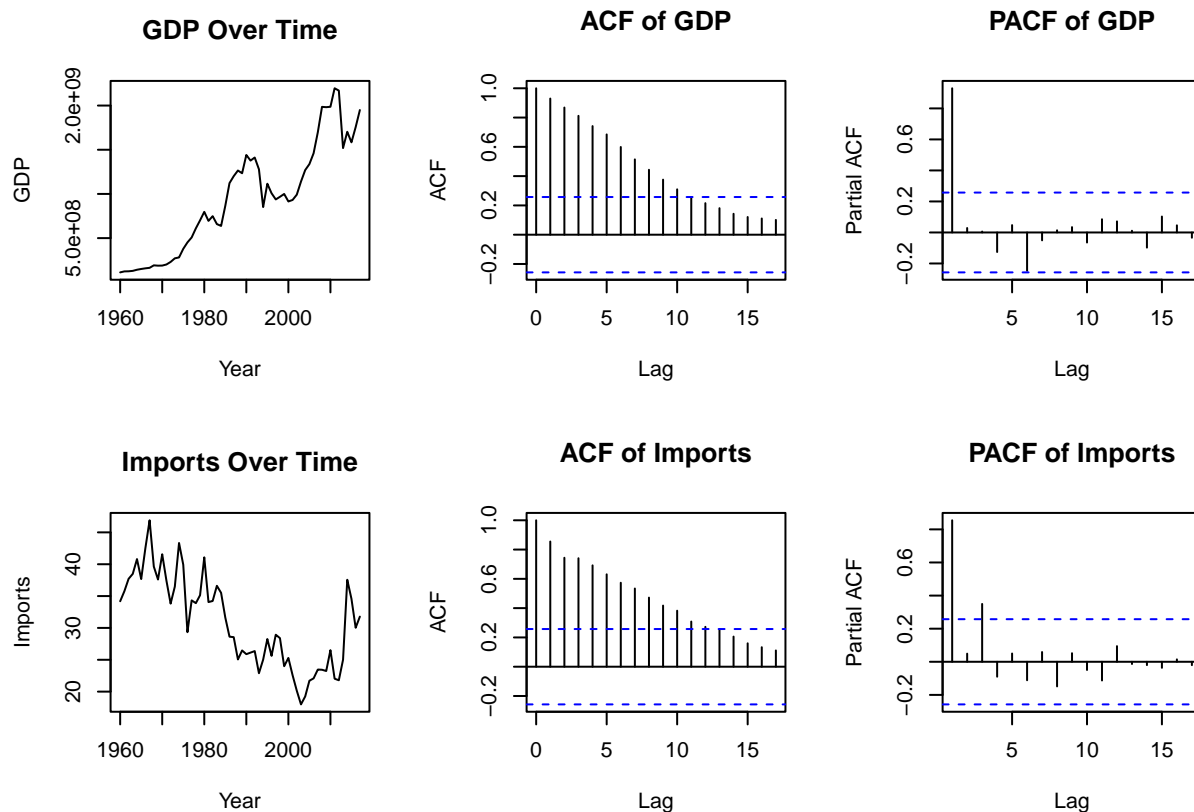 GDP Over Time
GDP
5.0e+08 2.0e+09
1960 1980 2000
Year
ACF of GDP
ACF
−0.2 0.2 0.6 1.0
0 5 10 15
Lag
PACF of GDP
Partial ACF
−0.2 0.2 0.6
5 10 15
Lag
Imports Over Time
Imports
20 30 40
1960 1980 2000
Year
ACF of Imports
ACF
−0.2 0.2 0.6 1.0
0 5 10 15
Lag
PACF of Imports
Partial ACF
−0.2 0.2 0.6
5 10 15
Lag